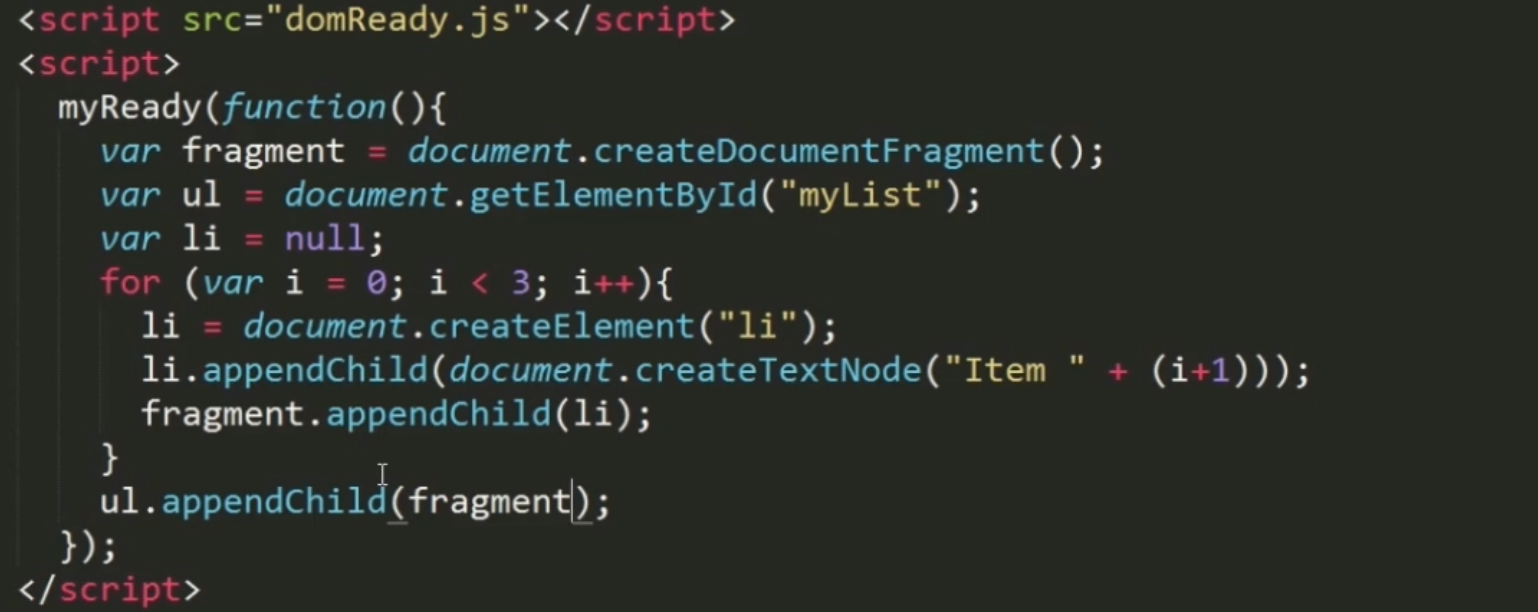 <script src="domReady.js"></script>
<script>
myReady(function(){
var fragment = document.createDocumentFragment();
var ul = document.getElementById("myList");
var li = null;
for (var i = 0; i < 3; i++){
li = document.createElement("li");
li.appendChild(document.createTextNode("Item " + (i+1)));
fragment.appendChild(li);
}
ul.appendChild(fragment);
});
</script>